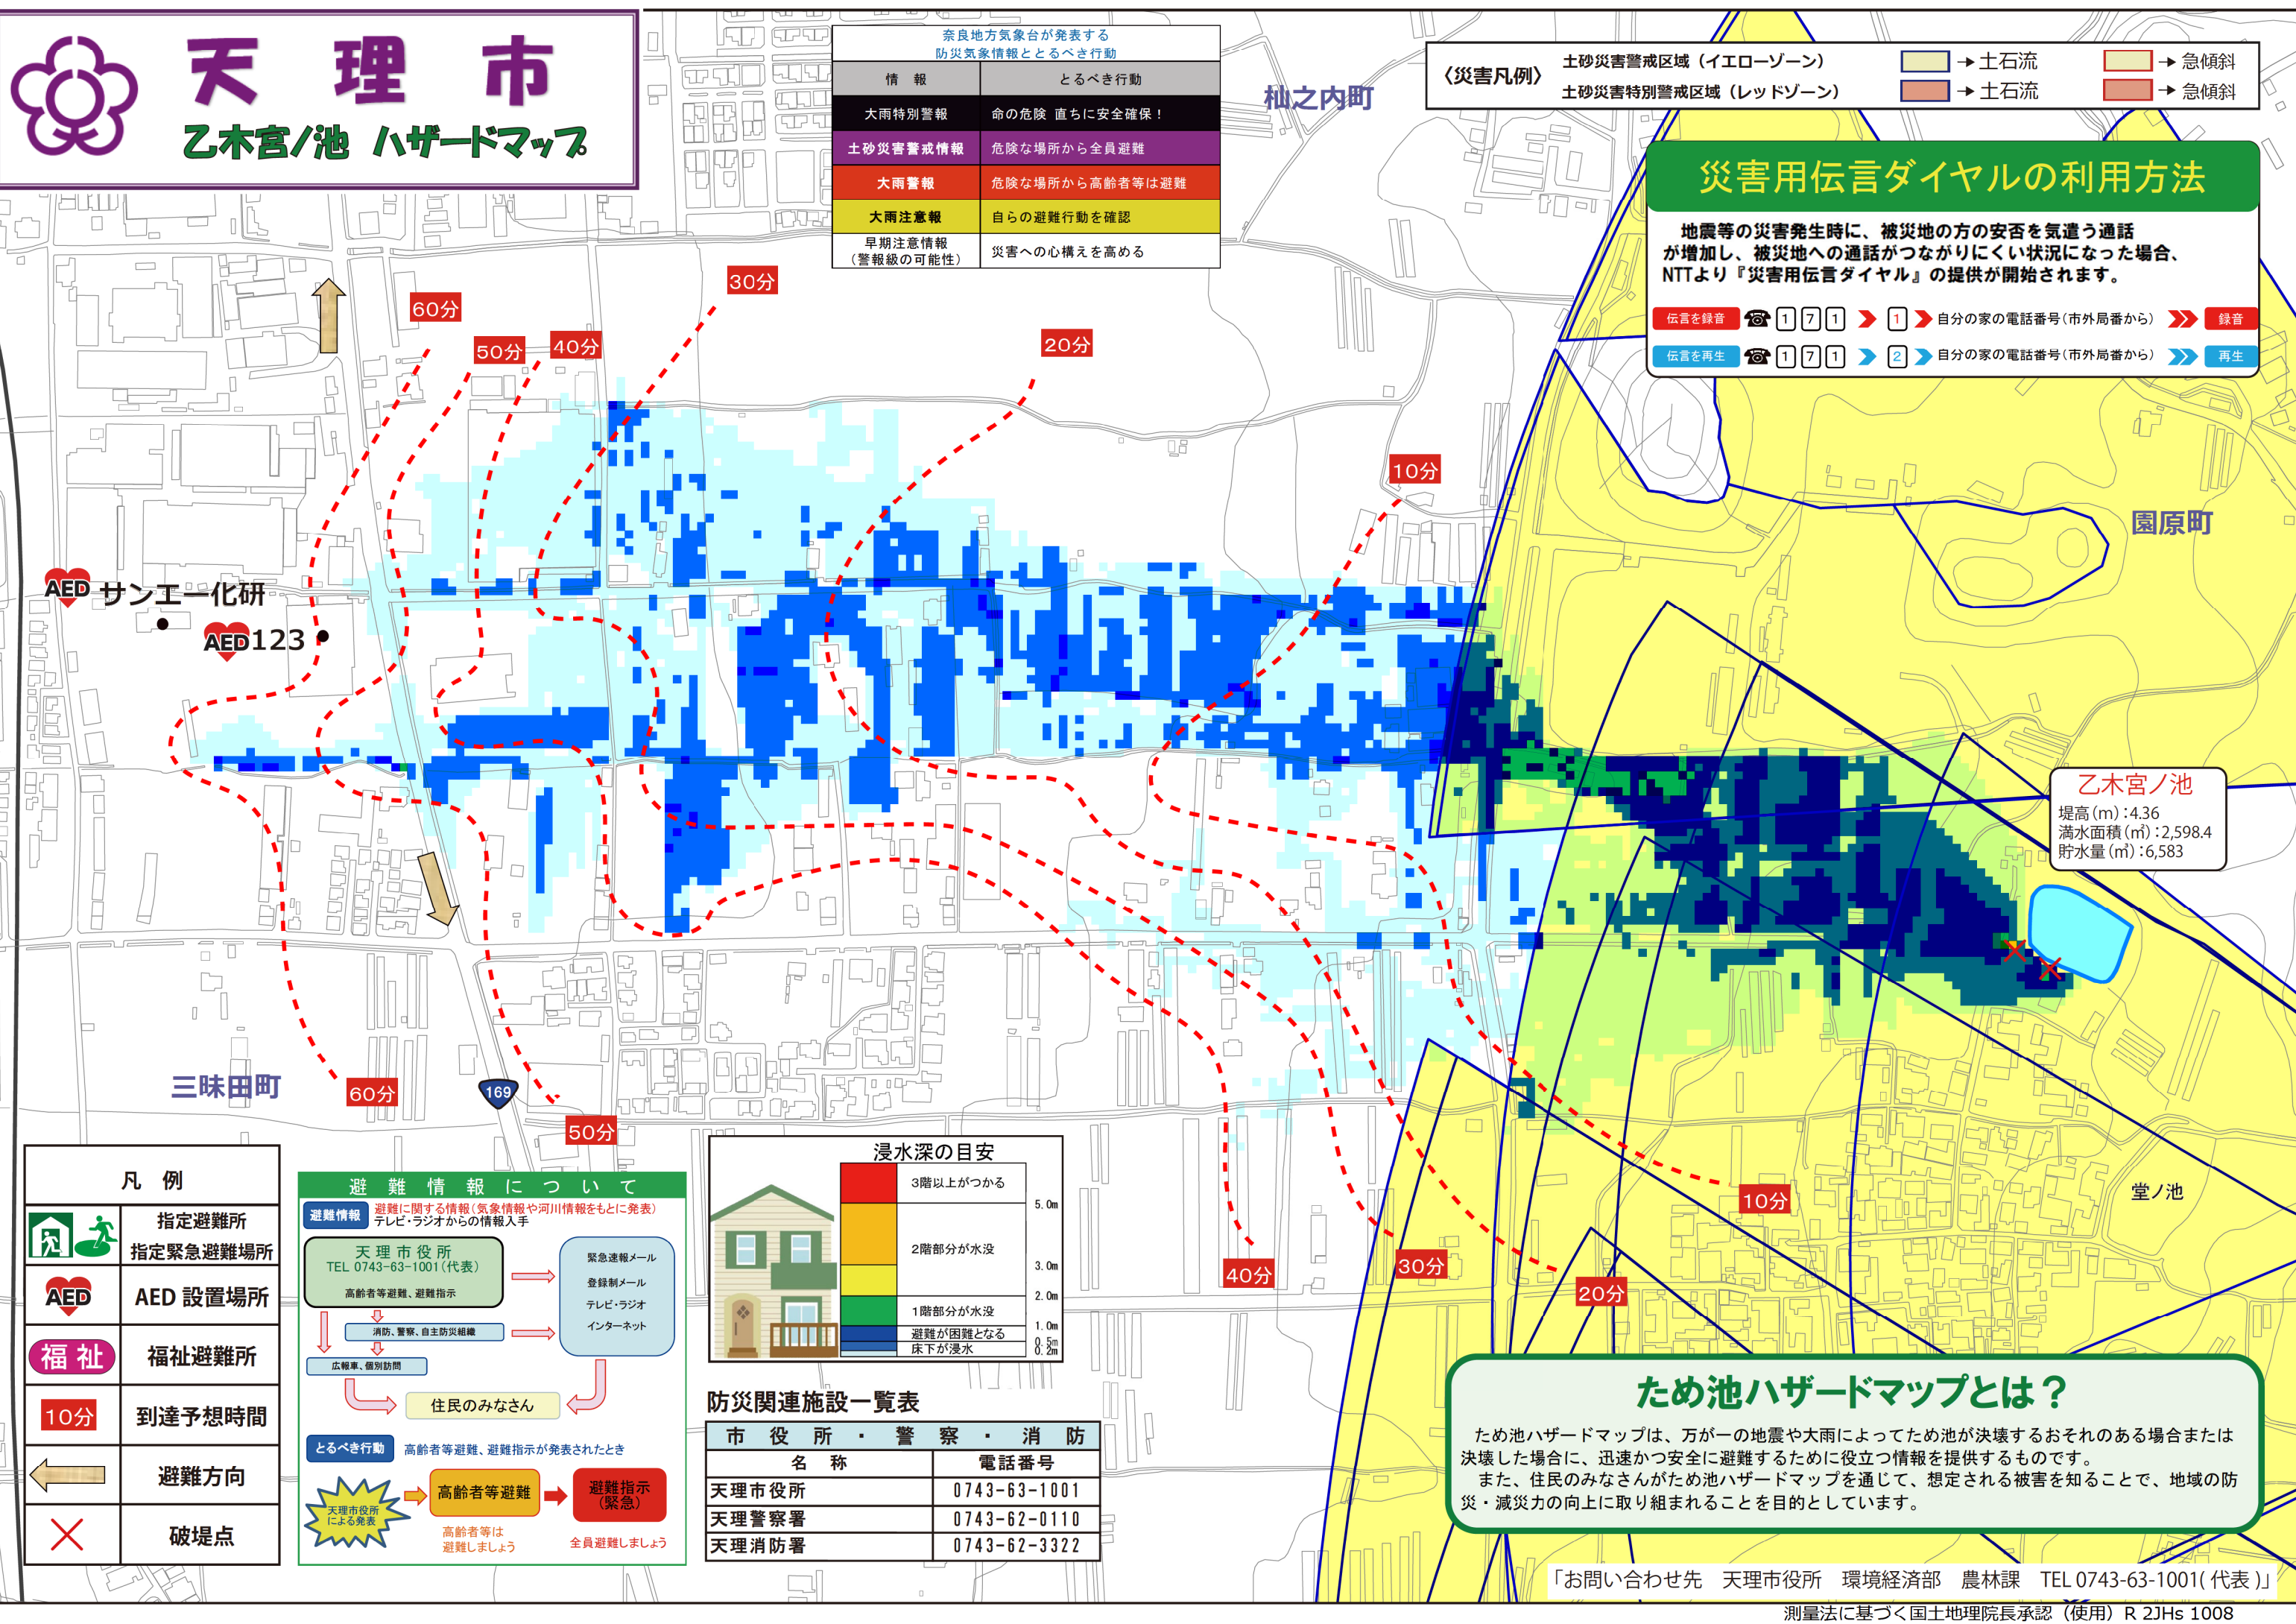 天理市
乙木宮ノ池 ハザードマップ
奈良地方気象台が発表する
防災気象情報ととるべき行動
情 報 とるべき行動
大雨特別警報 命の危険 直ちに安全確保！
土砂災害警戒情報 危険な場所から全員避難
大雨警報 危険な場所から高齢者等は避難
大雨注意報 自らの避難行動を確認
早期注意情報
（警報級の可能性）
災害への心構えを高める
杣之内町
〈災害凡例〉
土砂災害警戒区域（イエローゾーン） →土石流 →急傾斜
土砂災害特別警戒区域（レッドゾーン） →土石流 →急傾斜
災害用伝言ダイヤルの利用方法
地震等の災害発生時に、被災地の方の安否を気遣う通話
が増加し、被災地への通話がつながりにくい状況になった場合、
NTTより『災害用伝言ダイヤル』の提供が開始されます。
伝言を録音 ☎ 1 7 1 1 自分の家の電話番号（市外局番から） 録音
伝言を再生 ☎ 1 7 1 2 自分の家の電話番号（市外局番から） 再生
60分
50分
40分
30分
20分
10分
園原町
AED サンエー化研
AED 123
乙木宮ノ池
堤高(m):4.36
満水面積(㎡):2,598.4
貯水量(㎥):6,583
三昧田町
60分
169
50分
40分
30分
20分
10分
堂ノ池
凡 例
指定避難所
指定緊急避難場所
AED AED 設置場所
福祉 福祉避難所
10分 到達予想時間
避難方向
破堤点
避難情報について
避難情報 避難に関する情報（気象情報や河川情報をもとに発表）
テレビ・ラジオからの情報入手
天理市役所
TEL 0743-63-1001（代表）
高齢者等避難、避難指示
緊急速報メール
登録制メール
テレビ・ラジオ
インターネット
消防、警察、自主防災組織
広報車、個別訪問
住民のみなさん
とるべき行動 高齢者等避難、避難指示が発表されたとき
天理市役所
による発表
高齢者等避難
避難指示
（緊急）
高齢者等は
避難しましょう
全員避難しましょう
浸水深の目安
3階以上がつかる
5.0m
2階部分が水没
3.0m
2.0m
1階部分が水没
1.0m
避難が困難となる
0.5m
床下が浸水
0.2m
防災関連施設一覧表
市役所・警察・消防
名 称 電話番号
天理市役所 0743-63-1001
天理警察署 0743-62-0110
天理消防署 0743-62-3322
ため池ハザードマップとは？
ため池ハザードマップは、万が一の地震や大雨によってため池が決壊するおそれのある場合または
決壊した場合に、迅速かつ安全に避難するために役立つ情報を提供するものです。
また、住民のみなさんがため池ハザードマップを通じて、想定される被害を知ることで、地域の防
災・減災力の向上に取り組まれることを目的としています。
「お問い合わせ先 天理市役所 環境経済部 農林課 TEL 0743-63-1001(代表)」
測量法に基づく国土地理院長承認（使用）R 2JHs 1008